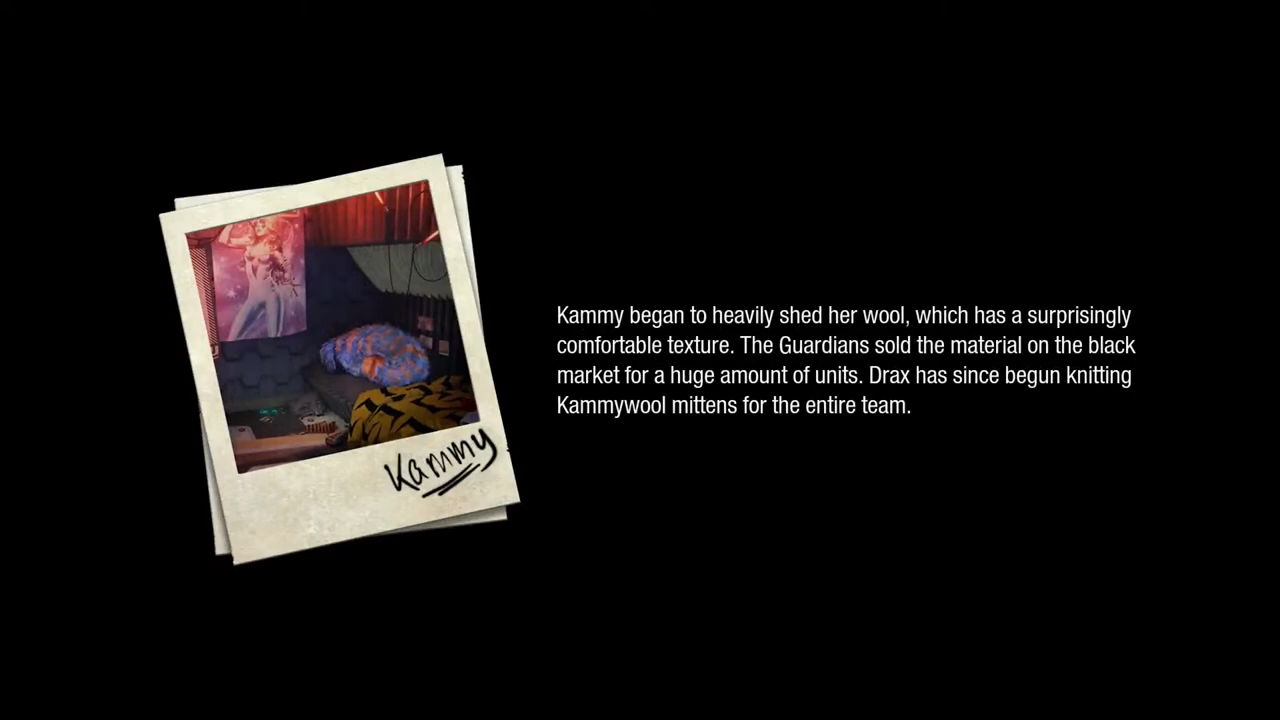 Kammy began to heavily shed her wool, which has a surprisingly
comfortable texture. The Guardians sold the material on the black
market for a huge amount of units. Drax has since begun knitting
Kammywool mittens for the entire team.
Kammy